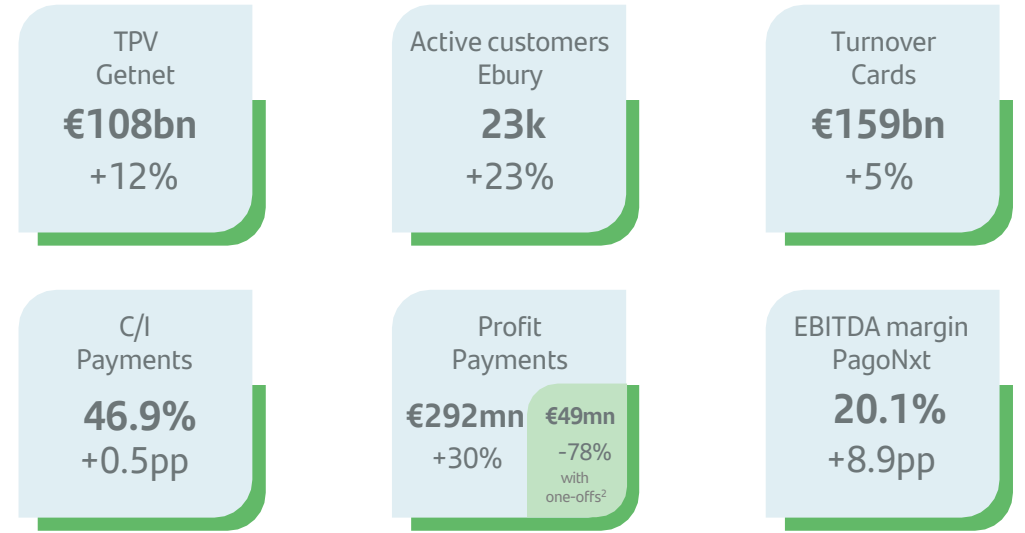 TPV
Getnet
€108bn
+12%
Active customers
Ebury
23k
+23%
Turnover
Cards
€159bn
+5%
C/I
Payments
46.9%
+0.5pp
Profit
Payments
€292mn
+30%
€49mn
-78%
with
one-offs²
EBITDA margin
PagoNxt
20.1%
+8.9pp